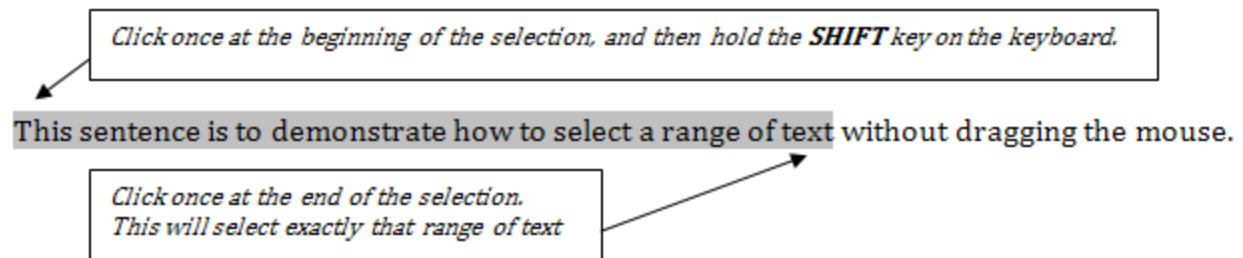 Click once at the beginning of the selection, and then hold the SHIFT key on the keyboard.
This sentence is to demonstrate how to select a range of text without dragging the mouse.
Click once at the end of the selection.
This will select exactly that range of text